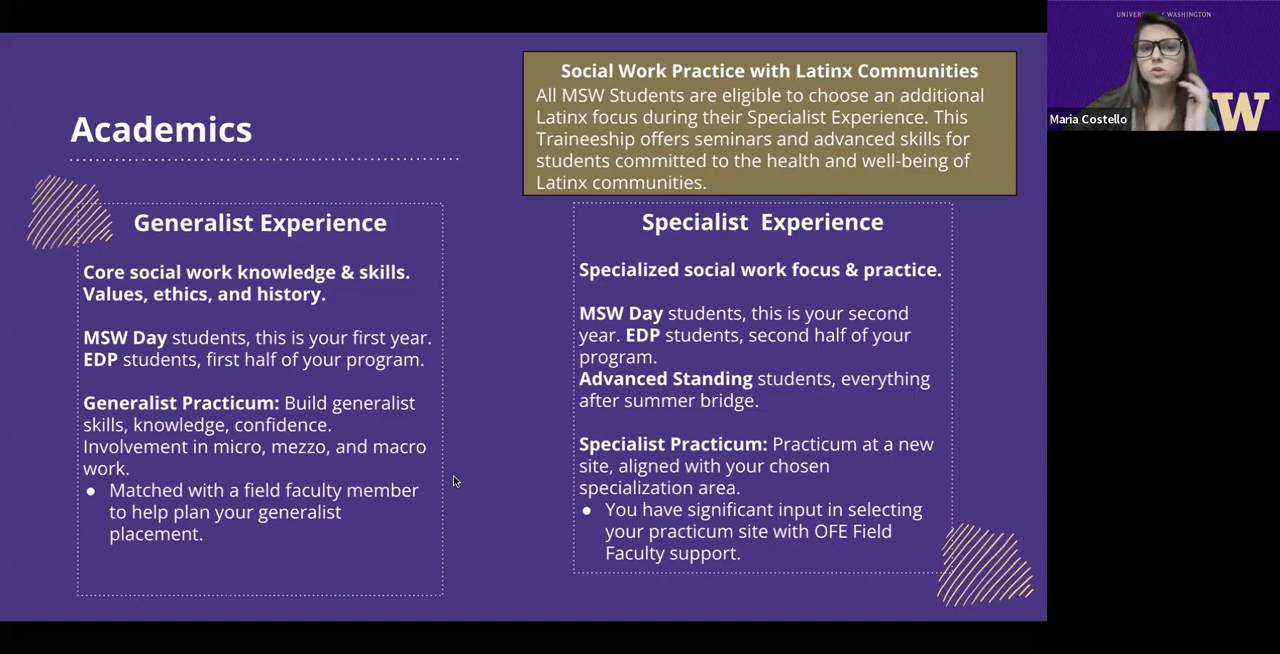 Academics
Social Work Practice with Latinx Communities
All MSW Students are eligible to choose an additional
Latinx focus during their Specialist Experience. This
Traineeship offers seminars and advanced skills for
students committed to the health and well-being of
Latinx communities.
Generalist Experience
Core social work knowledge & skills.
Values, ethics, and history.
MSW Day students, this is your first year.
EDP students, first half of your program.
Generalist Practicum: Build generalist
skills, knowledge, confidence.
Involvement in micro, mezzo, and macro
work.
● Matched with a field faculty member
to help plan your generalist
placement.
Specialist Experience
Specialized social work focus & practice.
MSW Day students, this is your second
year. EDP students, second half of your
program.
Advanced Standing students, everything
after summer bridge.
Specialist Practicum: Practicum at a new
site, aligned with your chosen
specialization area.
● You have significant input in selecting
your practicum site with OFE Field
Faculty support.
WASHINGTON
W
Maria Costello